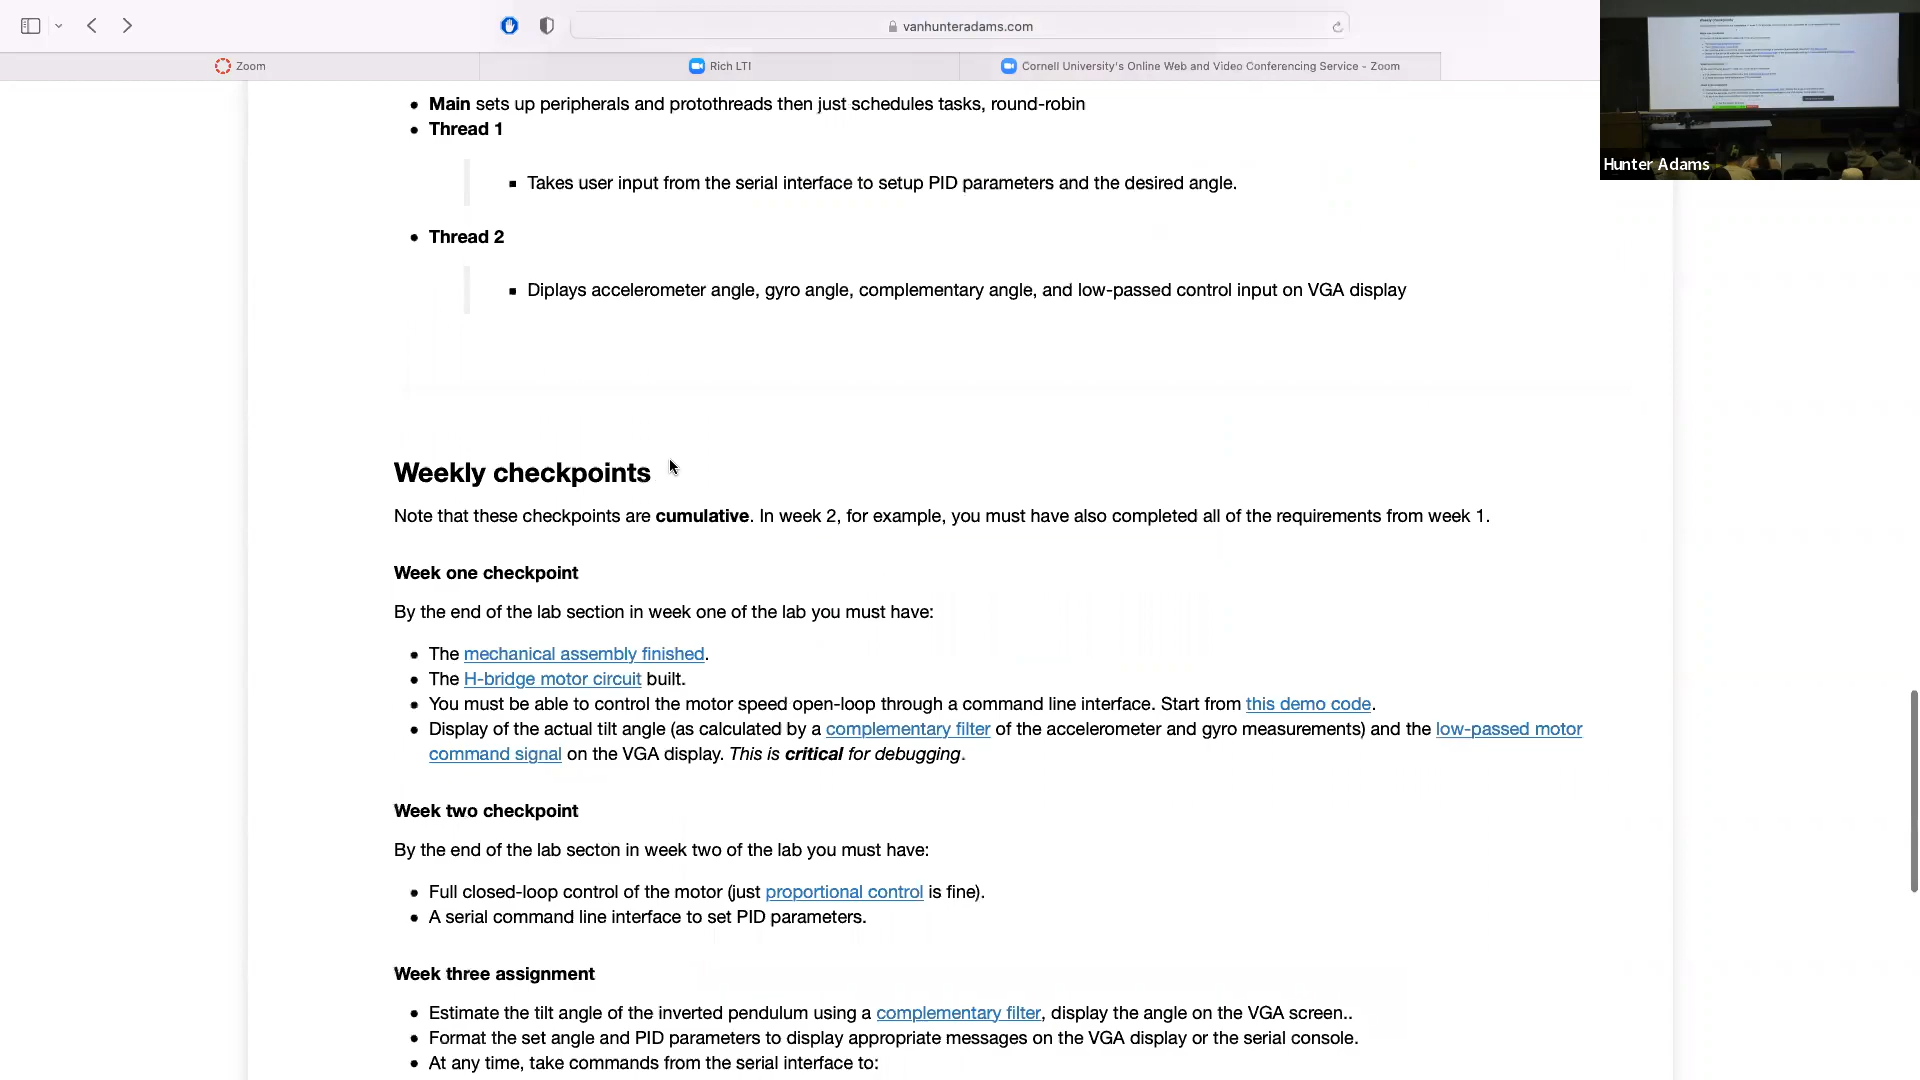 vanhunteradams.com
Zoom
Rich LTI
Cornell University's Online Web and Video Conferencing Service - Zoom
Hunter Adams
Main sets up peripherals and protothreads then just schedules tasks, round-robin
Thread 1
Takes user input from the serial interface to setup PID parameters and the desired angle.
Thread 2
Diplays accelerometer angle, gyro angle, complementary angle, and low-passed control input on VGA display
Weekly checkpoints
Note that these checkpoints are cumulative. In week 2, for example, you must have also completed all of the requirements from week 1.
Week one checkpoint
By the end of the lab section in week one of the lab you must have:
The mechanical assembly finished.
The H-bridge motor circuit built.
You must be able to control the motor speed open-loop through a command line interface. Start from this demo code.
Display of the actual tilt angle (as calculated by a complementary filter of the accelerometer and gyro measurements) and the low-passed motor
command signal on the VGA display. This is critical for debugging.
Week two checkpoint
By the end of the lab secton in week two of the lab you must have:
Full closed-loop control of the motor (just proportional control is fine).
A serial command line interface to set PID parameters.
Week three assignment
Estimate the tilt angle of the inverted pendulum using a complementary filter, display the angle on the VGA screen..
Format the set angle and PID parameters to display appropriate messages on the VGA display or the serial console.
At any time, take commands from the serial interface to: